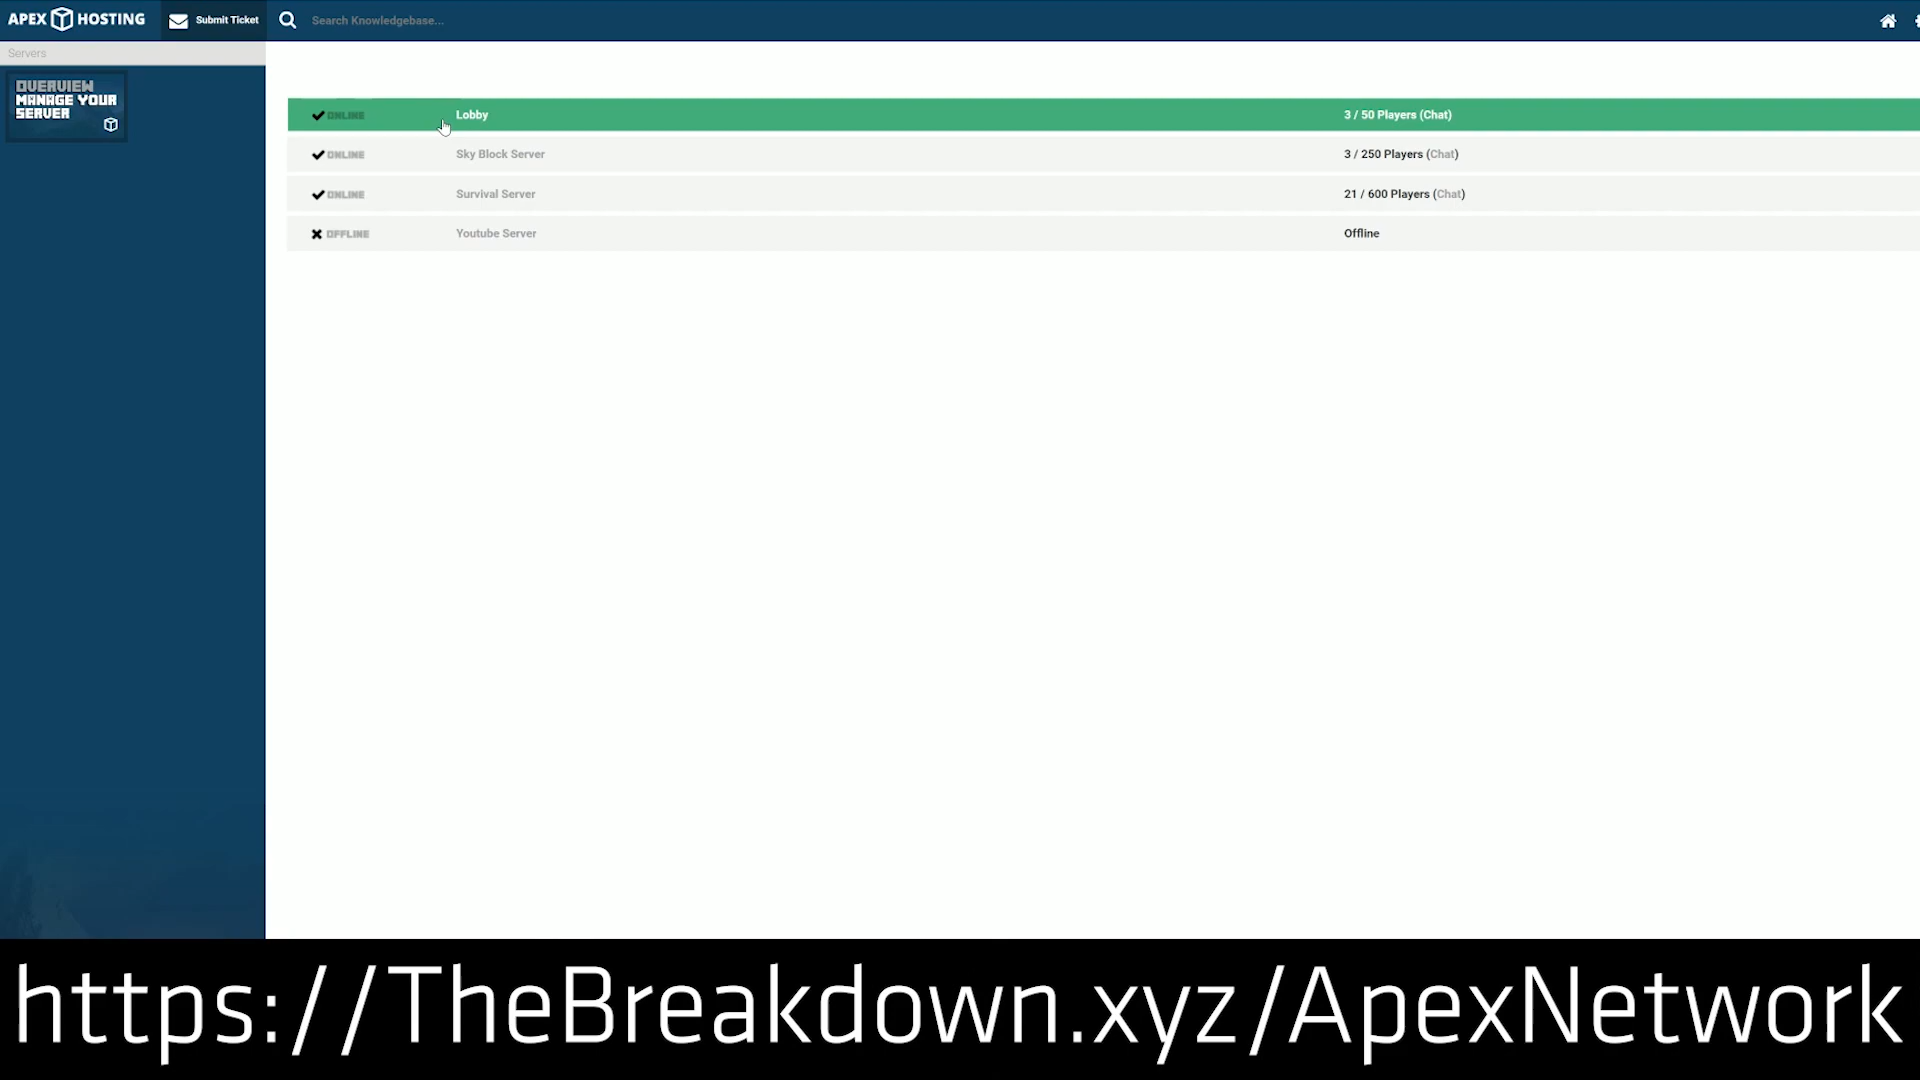 APEX HOSTING
Submit Ticket
Search Knowledgebase...
Servers
OVERVIEW
MANAGE YOUR
SERVER
ONLINE Lobby 3 / 50 Players (Chat)
ONLINE Sky Block Server 3 / 250 Players (Chat)
ONLINE Survival Server 21 / 600 Players (Chat)
OFFLINE Youtube Server Offline
https://TheBreakdown.xyz/ApexNetwork